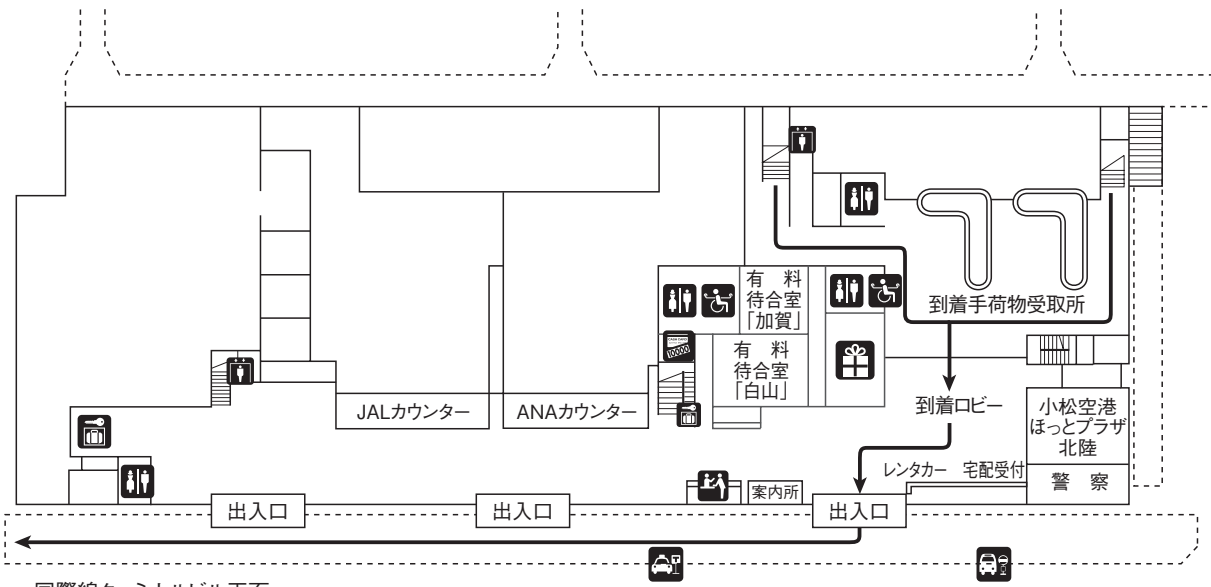 有　料
待合室
「加賀」
到着手荷物受取所
有　料
待合室
「白山」
JALカウンター
ANAカウンター
到着ロビー
小松空港
ほっとプラザ
北陸
レンタカー　宅配受付
警　察
案内所
出入口
出入口
出入口
10000